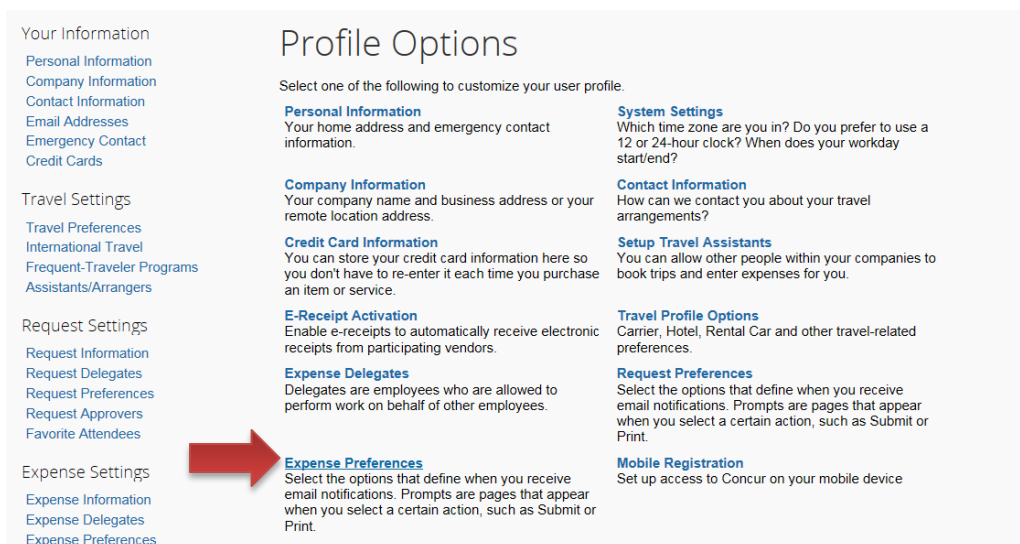 Your Information
Personal Information
Company Information
Contact Information
Email Addresses
Emergency Contact
Credit Cards
Travel Settings
Travel Preferences
International Travel
Frequent-Traveler Programs
Assistants/Arrangers
Request Settings
Request Information
Request Delegates
Request Preferences
Request Approvers
Favorite Attendees
Expense Settings
Expense Information
Expense Delegates
Expense Preferences
Profile Options
Select one of the following to customize your user profile.
Personal Information
Your home address and emergency contact
information.
System Settings
Which time zone are you in? Do you prefer to use a
12 or 24-hour clock? When does your workday
start/end?
Company Information
Your company name and business address or your
remote location address.
Contact Information
How can we contact you about your travel
arrangements?
Credit Card Information
You can store your credit card information here so
you don't have to re-enter it each time you purchase
an item or service.
Setup Travel Assistants
You can allow other people within your companies to
book trips and enter expenses for you.
E-Receipt Activation
Enable e-receipts to automatically receive electronic
receipts from participating vendors.
Travel Profile Options
Carrier, Hotel, Rental Car and other travel-related
preferences.
Expense Delegates
Delegates are employees who are allowed to
perform work on behalf of other employees.
Request Preferences
Select the options that define when you receive
email notifications. Prompts are pages that appear
when you select a certain action, such as Submit or
Print.
Expense Preferences
Select the options that define when you receive
email notifications. Prompts are pages that appear
when you select a certain action, such as Submit or
Print.
Mobile Registration
Set up access to Concur on your mobile device